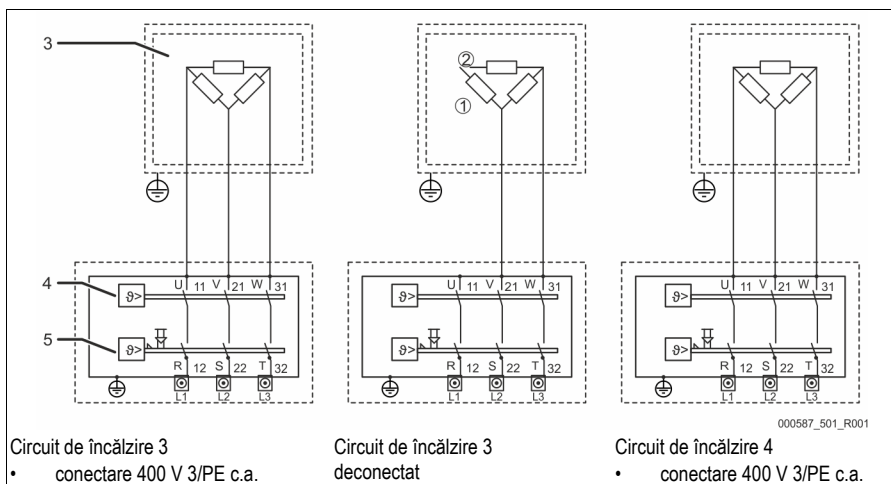 3
②
①
4
U 11 V 21 W 31
U 11 V 21 W 31
U 11 V 21 W 31
ϑ>
ϑ>
ϑ>
5
ϑ>
ϑ>
ϑ>
R 12 S 22 T 32
R 12 S 22 T 32
R 12 S 22 T 32
L1 L2 L3
L1 L2 L3
L1 L2 L3
000587_501_R001
Circuit de încălzire 3
• conectare 400 V 3/PE c.a.
Circuit de încălzire 3
deconectat
Circuit de încălzire 4
• conectare 400 V 3/PE c.a.